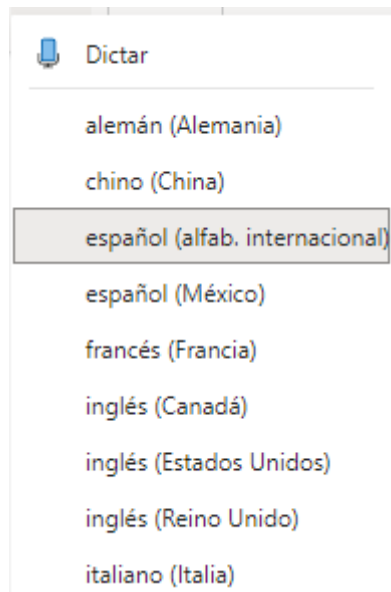 Dictar
alemán (Alemania)
chino (China)
español (alfab. internacional)
español (México)
francés (Francia)
inglés (Canadá)
inglés (Estados Unidos)
inglés (Reino Unido)
italiano (Italia)